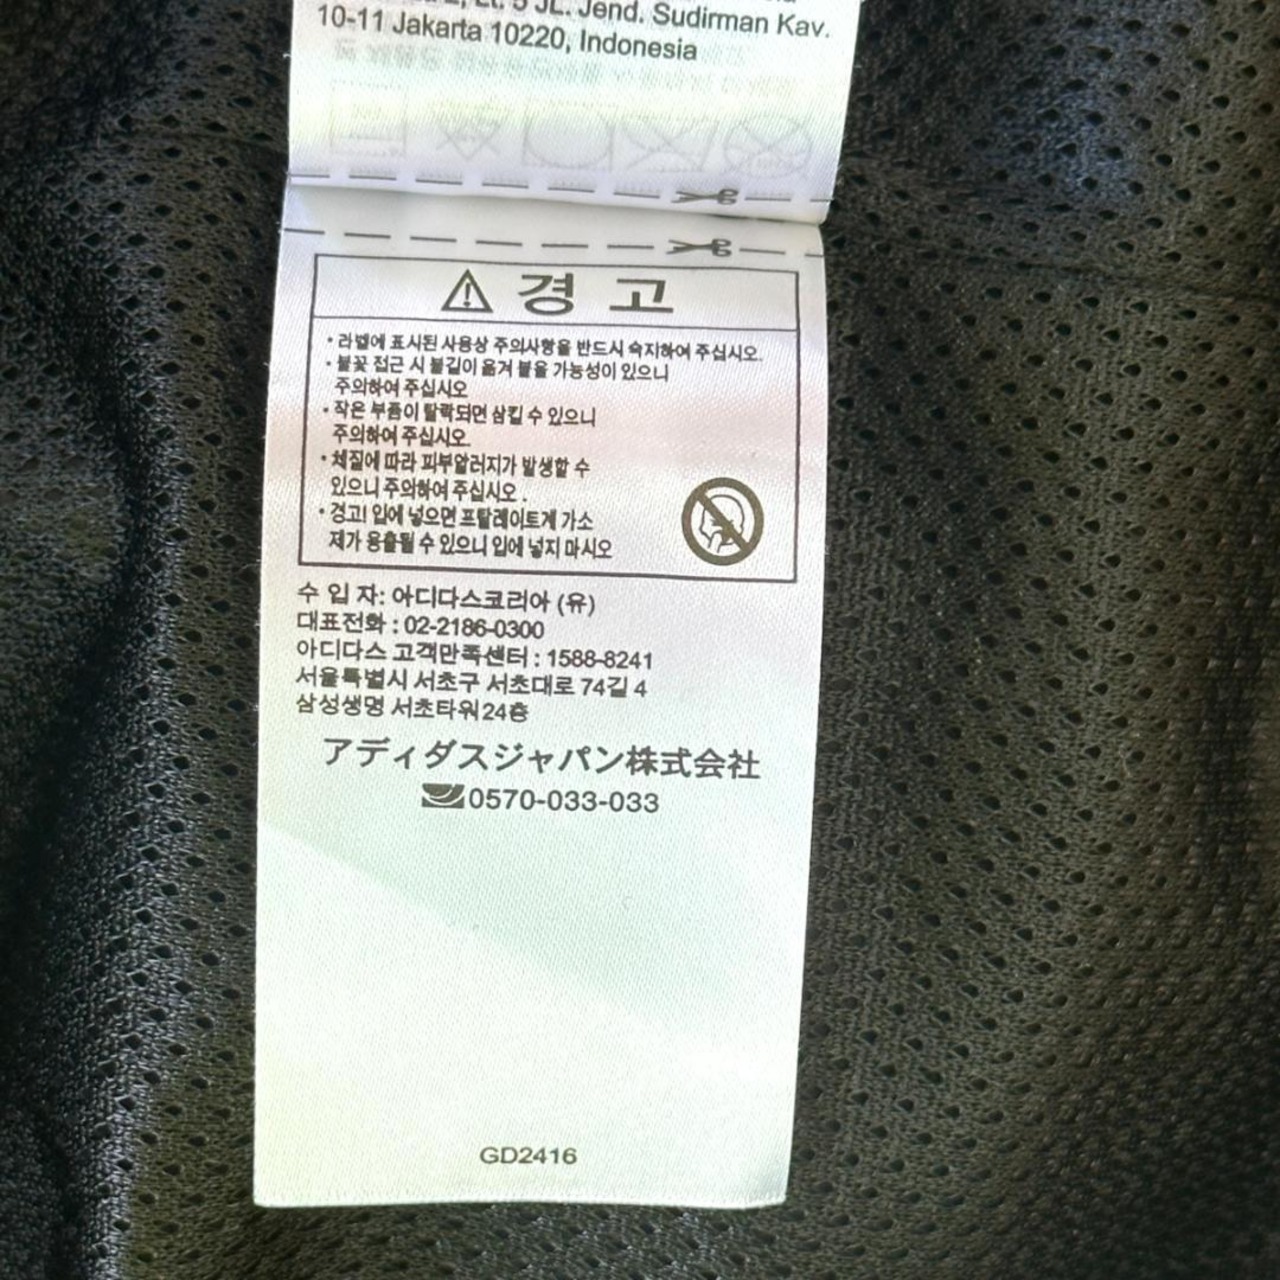 Lt. 5 JL. Jend. Sudirman Kav.
10-11 Jakarta 10220, Indonesia
경 고
• 라벨에 표시된 사용상 주의사항을 반드시 숙지하여 주십시오.
• 불꽃 접근 시 불길이 옮겨 붙을 가능성이 있으니
주의하여 주십시오
• 작은 부품이 탈락되면 삼킬 수 있으니
주의하여 주십시오.
• 체질에 따라 피부알러지가 발생할 수
있으니 주의하여 주십시오 .
• 경고! 입에 넣으면 프탈레이트계 가소
제가 용출될 수 있으니 입에 넣지 마시오
수 입 자: 아디다스코리아 (유)
대표전화 : 02-2186-0300
아디다스 고객만족센터 : 1588-8241
서울특별시 서초구 서초대로 74길 4
삼성생명 서초타워 24층
アディダスジャパン株式会社
0570-033-033
GD2416